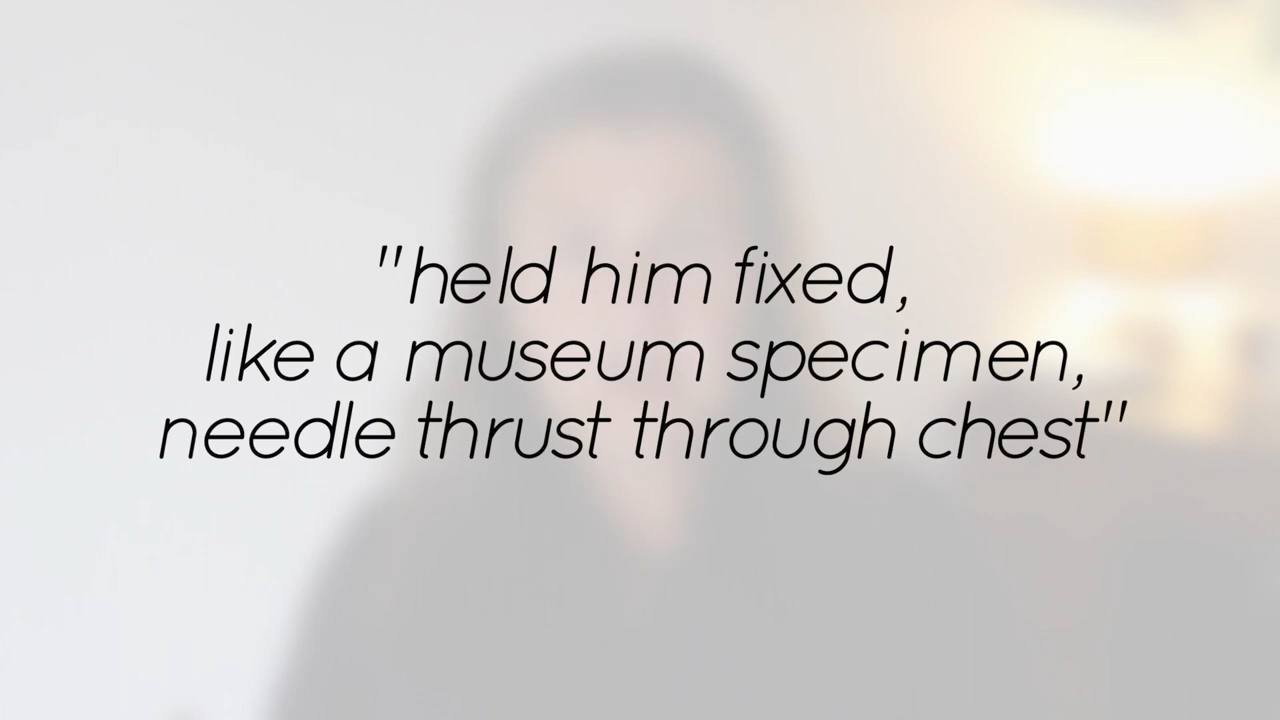 "held him fixed,
like a museum specimen,
needle thrust through chest"